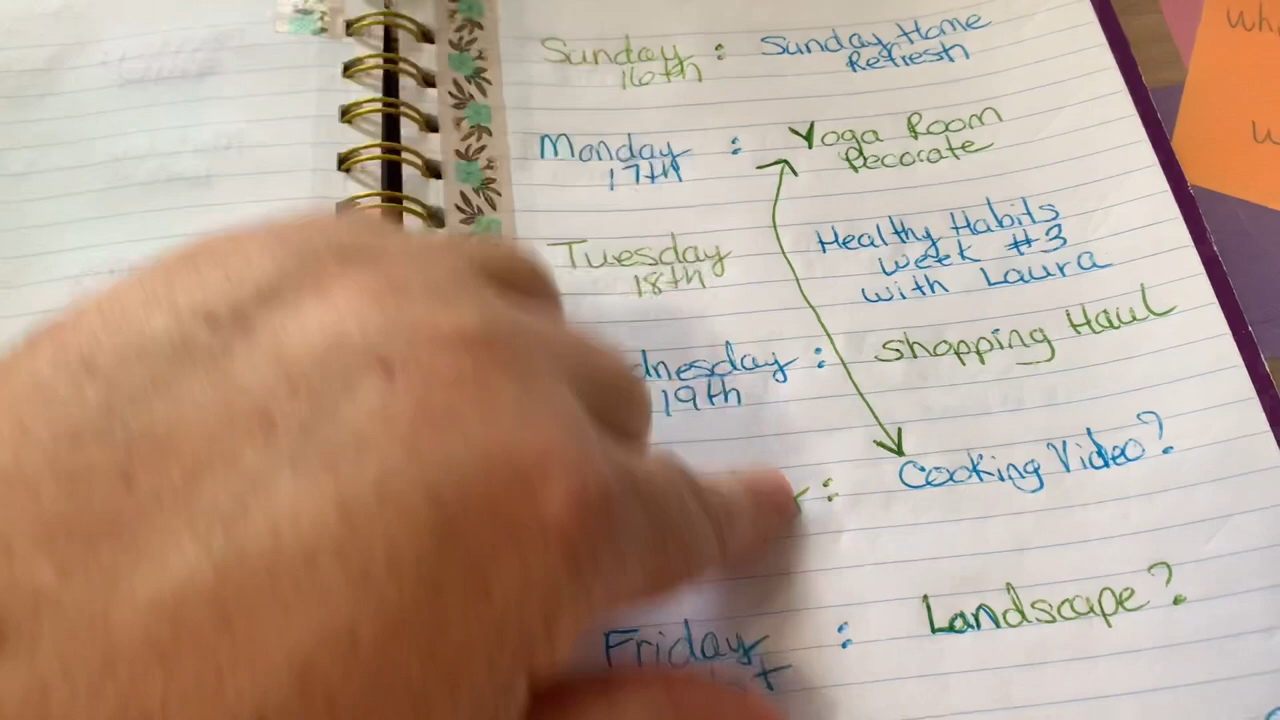 Sunday : Sunday Home
16th Refresh
Monday : Yoga Room
17th Decorate
Tuesday Healthy Habits
18th week #3
with Laura
: Shopping Haul
19th
: Cooking Video?
Friday : Landscape?